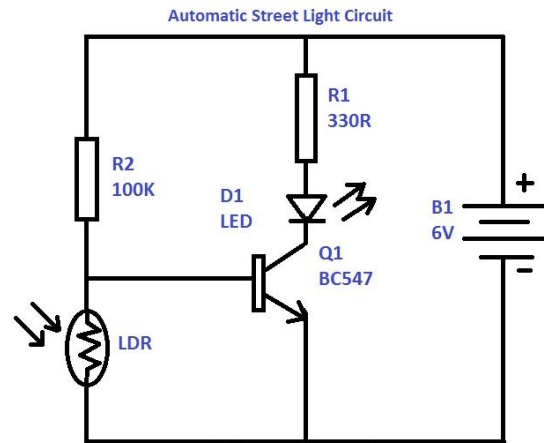 Automatic Street Light Circuit
R1
330R
R2
100K
D1
LED
B1
6V
Q1
BC547
LDR